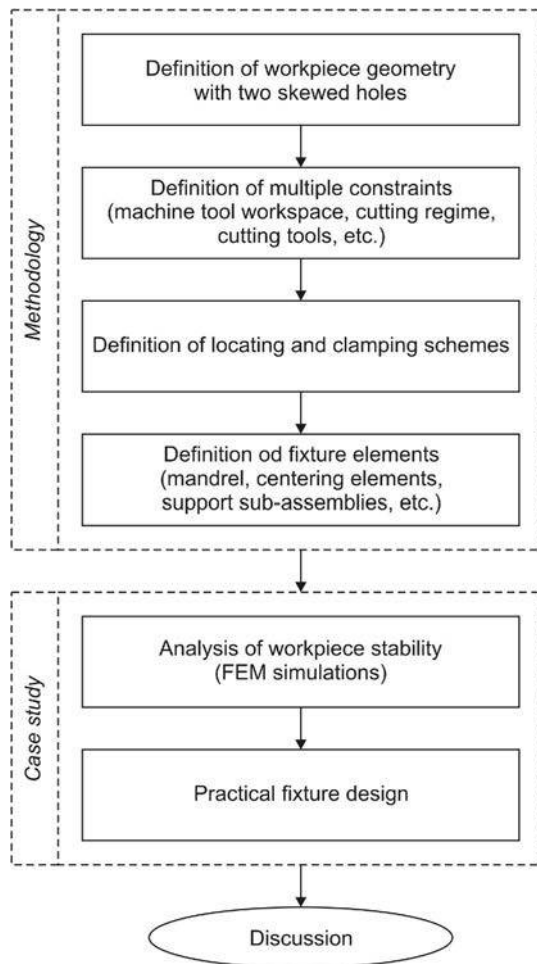 Methodology
Definition of workpiece geometry
with two skewed holes
Definition of multiple constraints
(machine tool workspace, cutting regime,
cutting tools, etc.)
Definition of locating and clamping schemes
Definition od fixture elements
(mandrel, centering elements,
support sub-assemblies, etc.)
Case study
Analysis of workpiece stability
(FEM simulations)
Practical fixture design
Discussion